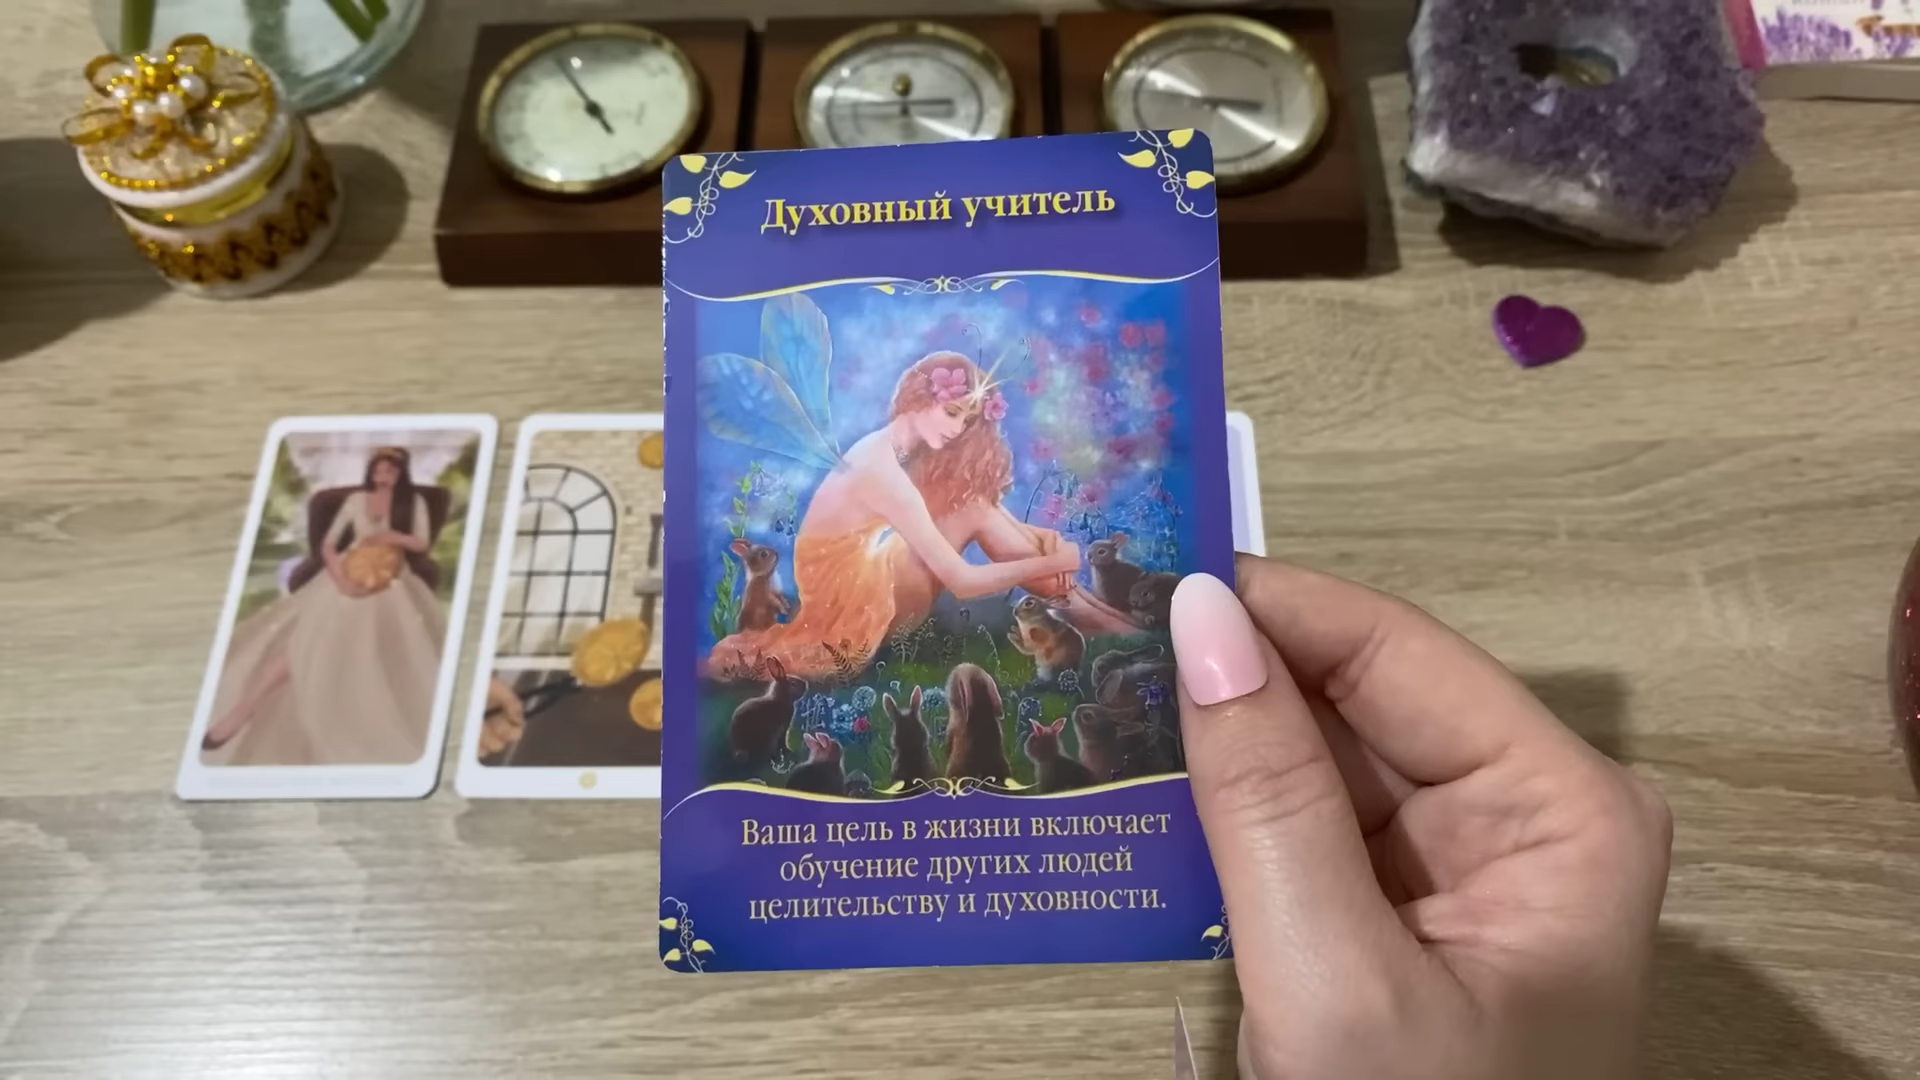 Духовный учитель
Ваша цель в жизни включает
обучение других людей
целительству и духовности.